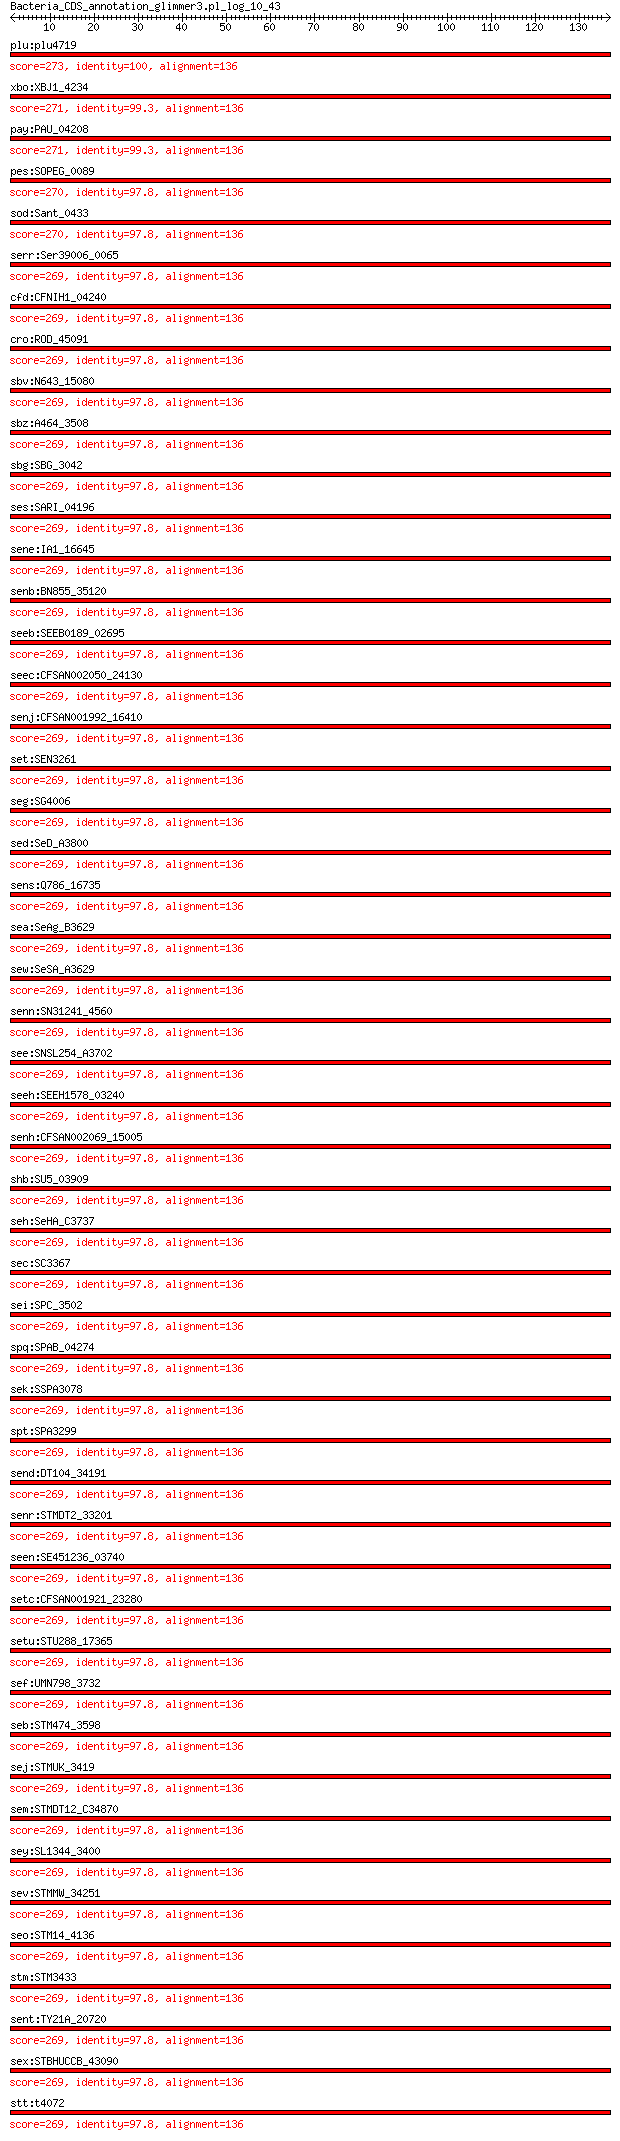 Bacteria_CDS_annotation_glimmer3.pl_log_10_43
10 20 30 40 50 60 70 80 90 100 110 120 130
plu:plu4719
score=273, identity=100, alignment=136
xbo:XBJ1_4234
score=271, identity=99.3, alignment=136
pay:PAU_04208
score=271, identity=99.3, alignment=136
pes:SOPEG_0089
score=270, identity=97.8, alignment=136
sod:Sant_0433
score=270, identity=97.8, alignment=136
serr:Ser39006_0065
score=269, identity=97.8, alignment=136
cfd:CFNIH1_04240
score=269, identity=97.8, alignment=136
cro:ROD_45091
score=269, identity=97.8, alignment=136
sbv:N643_15080
score=269, identity=97.8, alignment=136
sbz:A464_3508
score=269, identity=97.8, alignment=136
sbg:SBG_3042
score=269, identity=97.8, alignment=136
ses:SARI_04196
score=269, identity=97.8, alignment=136
sene:IA1_16645
score=269, identity=97.8, alignment=136
senb:BN855_35120
score=269, identity=97.8, alignment=136
seeb:SEEB0189_02695
score=269, identity=97.8, alignment=136
seec:CFSAN002050_24130
score=269, identity=97.8, alignment=136
senj:CFSAN001992_16410
score=269, identity=97.8, alignment=136
set:SEN3261
score=269, identity=97.8, alignment=136
seg:SG4006
score=269, identity=97.8, alignment=136
sed:SeD_A3800
score=269, identity=97.8, alignment=136
sens:Q786_16735
score=269, identity=97.8, alignment=136
sea:SeAg_B3629
score=269, identity=97.8, alignment=136
sew:SeSA_A3629
score=269, identity=97.8, alignment=136
senn:SN31241_4560
score=269, identity=97.8, alignment=136
see:SNSL254_A3702
score=269, identity=97.8, alignment=136
seeh:SEEH1578_03240
score=269, identity=97.8, alignment=136
senh:CFSAN002069_15005
score=269, identity=97.8, alignment=136
shb:SU5_03909
score=269, identity=97.8, alignment=136
seh:SeHA_C3737
score=269, identity=97.8, alignment=136
sec:SC3367
score=269, identity=97.8, alignment=136
sei:SPC_3502
score=269, identity=97.8, alignment=136
spq:SPAB_04274
score=269, identity=97.8, alignment=136
sek:SSPA3078
score=269, identity=97.8, alignment=136
spt:SPA3299
score=269, identity=97.8, alignment=136
send:DT104_34191
score=269, identity=97.8, alignment=136
senr:STMDT2_33201
score=269, identity=97.8, alignment=136
seen:SE451236_03740
score=269, identity=97.8, alignment=136
setc:CFSAN001921_23280
score=269, identity=97.8, alignment=136
setu:STU288_17365
score=269, identity=97.8, alignment=136
sef:UMN798_3732
score=269, identity=97.8, alignment=136
seb:STM474_3598
score=269, identity=97.8, alignment=136
sej:STMUK_3419
score=269, identity=97.8, alignment=136
sem:STMDT12_C34870
score=269, identity=97.8, alignment=136
sey:SL1344_3400
score=269, identity=97.8, alignment=136
sev:STMMW_34251
score=269, identity=97.8, alignment=136
seo:STM14_4136
score=269, identity=97.8, alignment=136
stm:STM3433
score=269, identity=97.8, alignment=136
sent:TY21A_20720
score=269, identity=97.8, alignment=136
sex:STBHUCCB_43090
score=269, identity=97.8, alignment=136
stt:t4072
score=269, identity=97.8, alignment=136